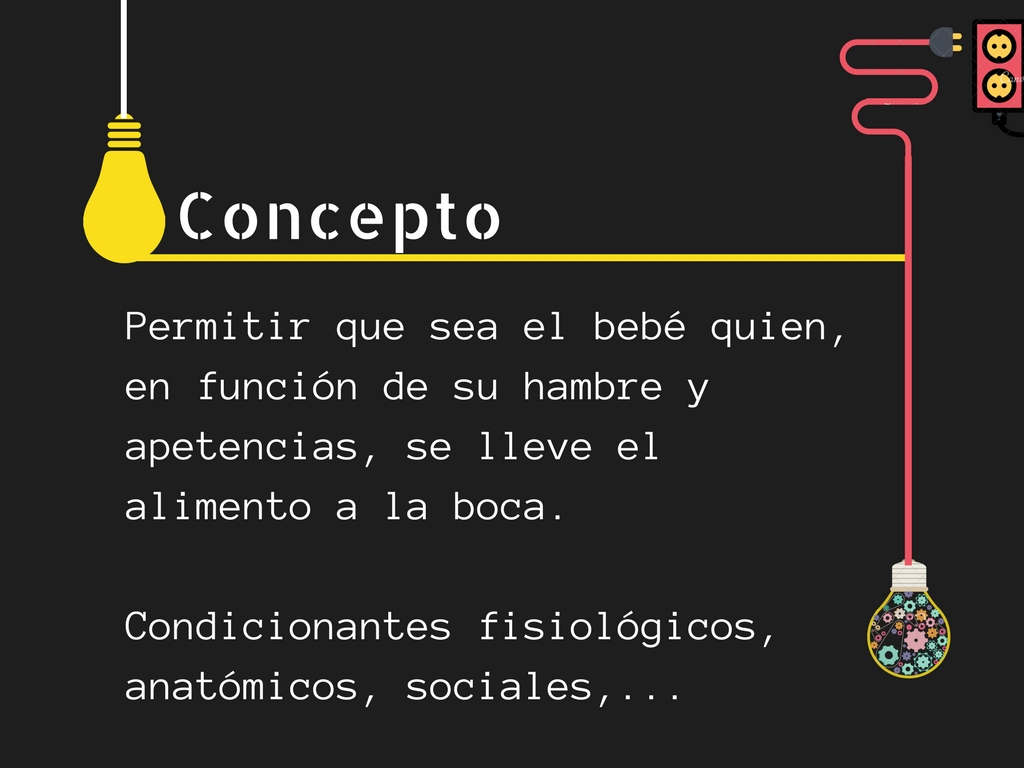 Concepto
Permitir que sea el bebé quien,
en función de su hambre y
apetencias, se lleve el
alimento a la boca.
Condicionantes fisiológicos,
anatómicos, sociales,...